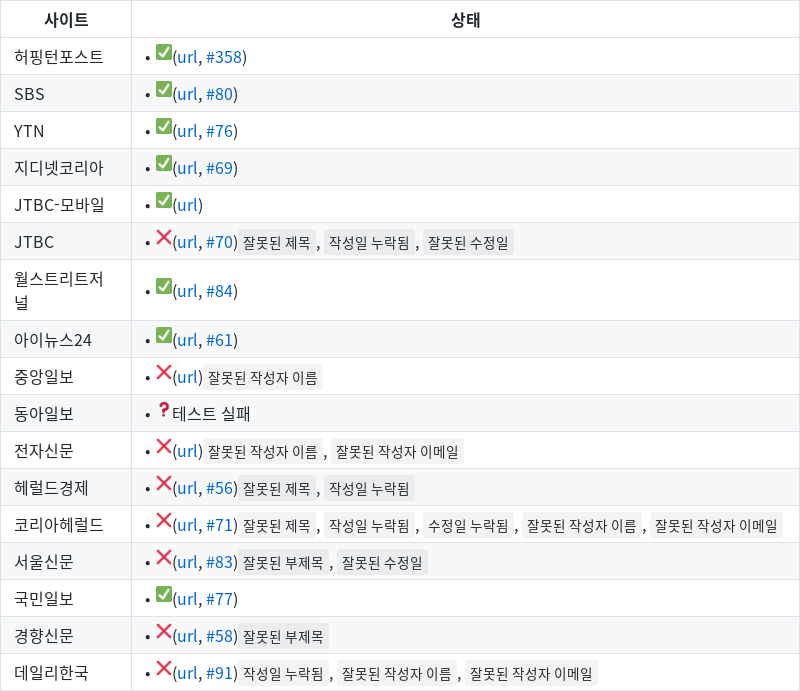 사이트 상태
허핑턴포스트 • ✅(url, #358)
SBS • ✅(url, #80)
YTN • ✅(url, #76)
지디넷코리아 • ✅(url, #69)
JTBC-모바일 • ✅(url)
JTBC • ❌(url, #70) 잘못된 제목 , 작성일 누락됨 , 잘못된 수정일
월스트리트저
널 • ✅(url, #84)
아이뉴스24 • ✅(url, #61)
중앙일보 • ❌(url) 잘못된 작성자 이름
동아일보 • ❓테스트 실패
전자신문 • ❌(url) 잘못된 작성자 이름 , 잘못된 작성자 이메일
헤럴드경제 • ❌(url, #56) 잘못된 제목 , 작성일 누락됨
코리아헤럴드 • ❌(url, #71) 잘못된 제목 , 작성일 누락됨 , 수정일 누락됨 , 잘못된 작성자 이름 , 잘못된 작성자 이메일
서울신문 • ❌(url, #83) 잘못된 부제목 , 잘못된 수정일
국민일보 • ✅(url, #77)
경향신문 • ❌(url, #58) 잘못된 부제목
데일리한국 • ❌(url, #91) 작성일 누락됨 , 잘못된 작성자 이름 , 잘못된 작성자 이메일